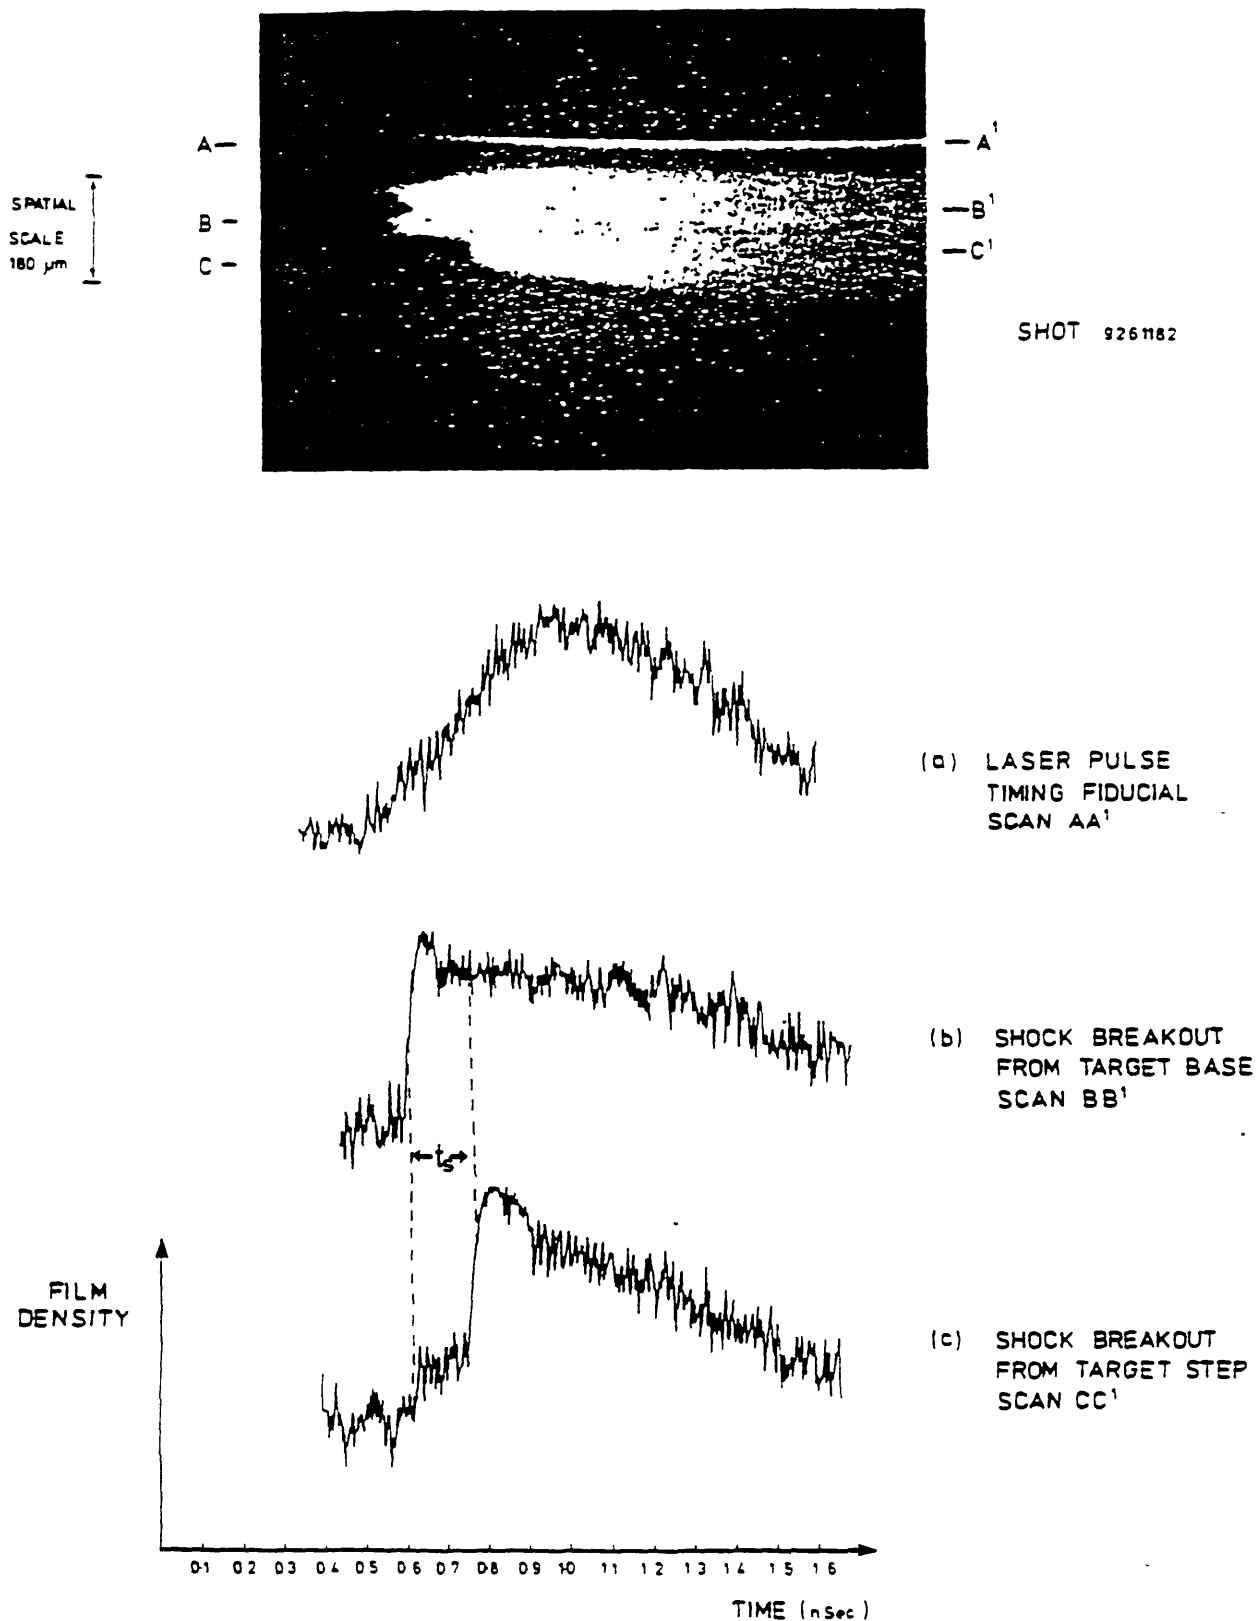 A
A¹
SPATIAL
SCALE
180 µm
B
B¹
C
C¹
SHOT 9261182
(a) LASER PULSE
TIMING FIDUCIAL
SCAN AA¹
(b) SHOCK BREAKOUT
FROM TARGET BASE
SCAN BB¹
tₛ
FILM
DENSITY
(c) SHOCK BREAKOUT
FROM TARGET STEP
SCAN CC¹
0·1 0·2 0·3 0·4 0·5 0·6 0·7 0·8 0·9 1·0 1·1 1·2 1·3 1·4 1·5 1·6
TIME (nSec)